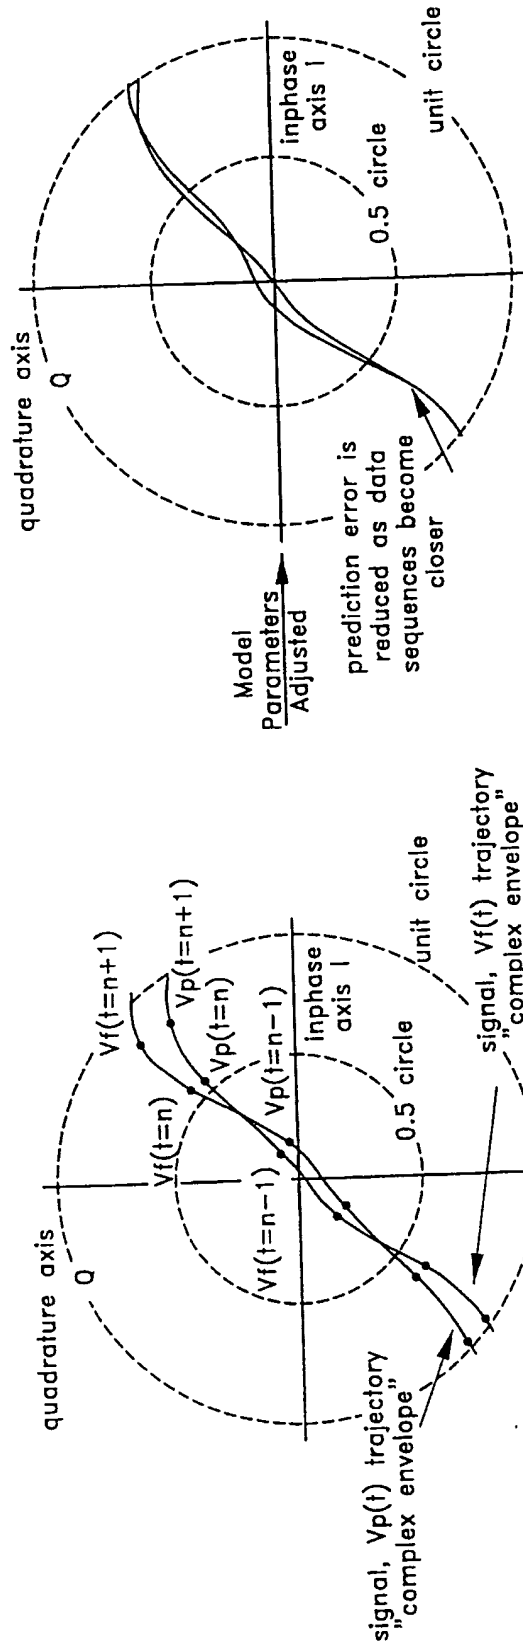 quadrature axis
Q
Vf(t=n+1)
Vp(t=n+1)
Vf(t=n)
Vp(t=n)
Vf(t=n-1)
Vp(t=n-1)
inphase
axis I
0.5 circle
unit circle
signal, Vp(t) trajectory
"complex envelope"
signal, Vf(t) trajectory
"complex envelope"
Model
Parameters
Adjusted
quadrature axis
Q
inphase
axis I
0.5 circle
unit circle
prediction error is
reduced as data
sequences become
closer